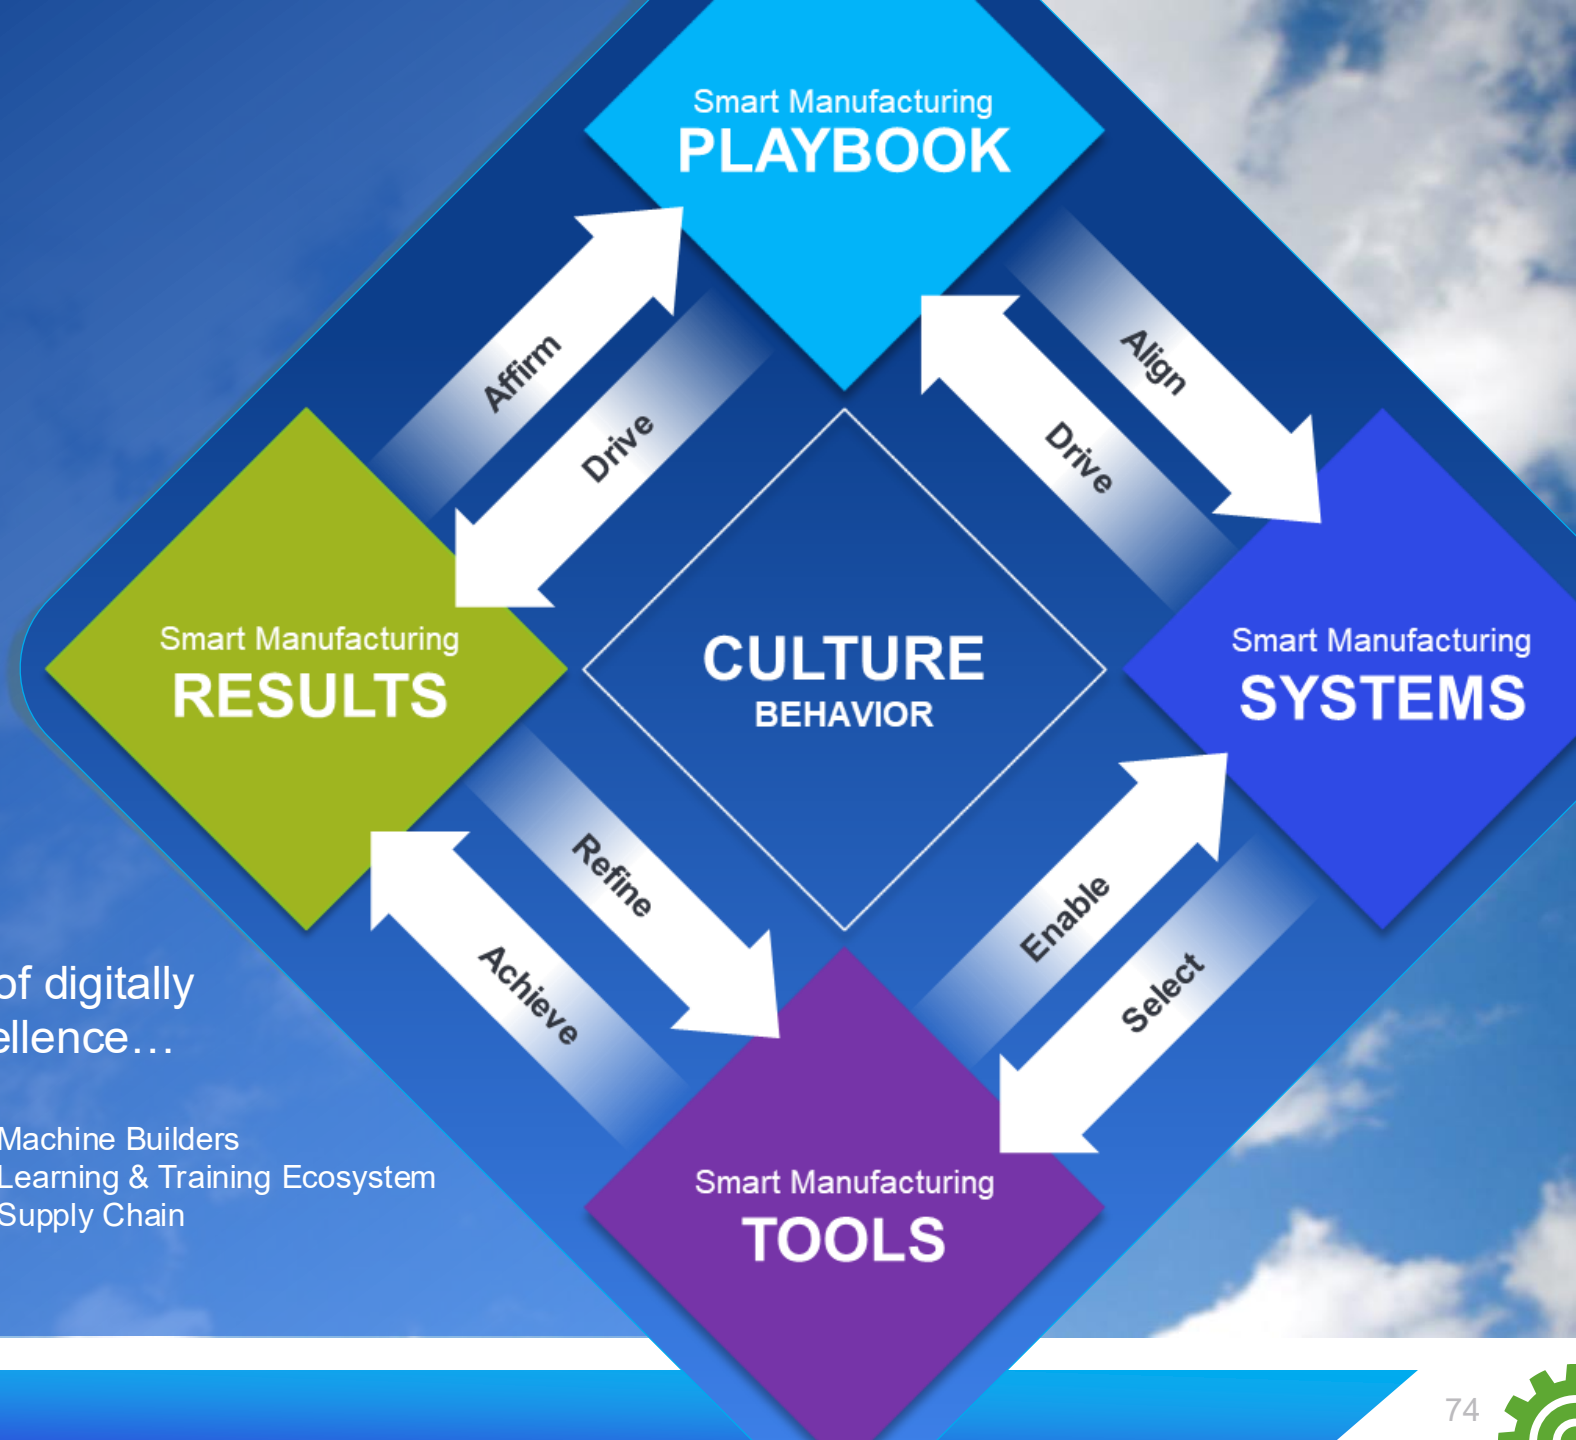 Smart Manufacturing
PLAYBOOK
Affirm
Drive
Align
Drive
Smart Manufacturing
RESULTS
CULTURE
BEHAVIOR
Smart Manufacturing
SYSTEMS
Refine
Achieve
Enable
Select
of digitally
Machine Builders
Learning & Training Ecosystem
Supply Chain
Smart Manufacturing
TOOLS
74